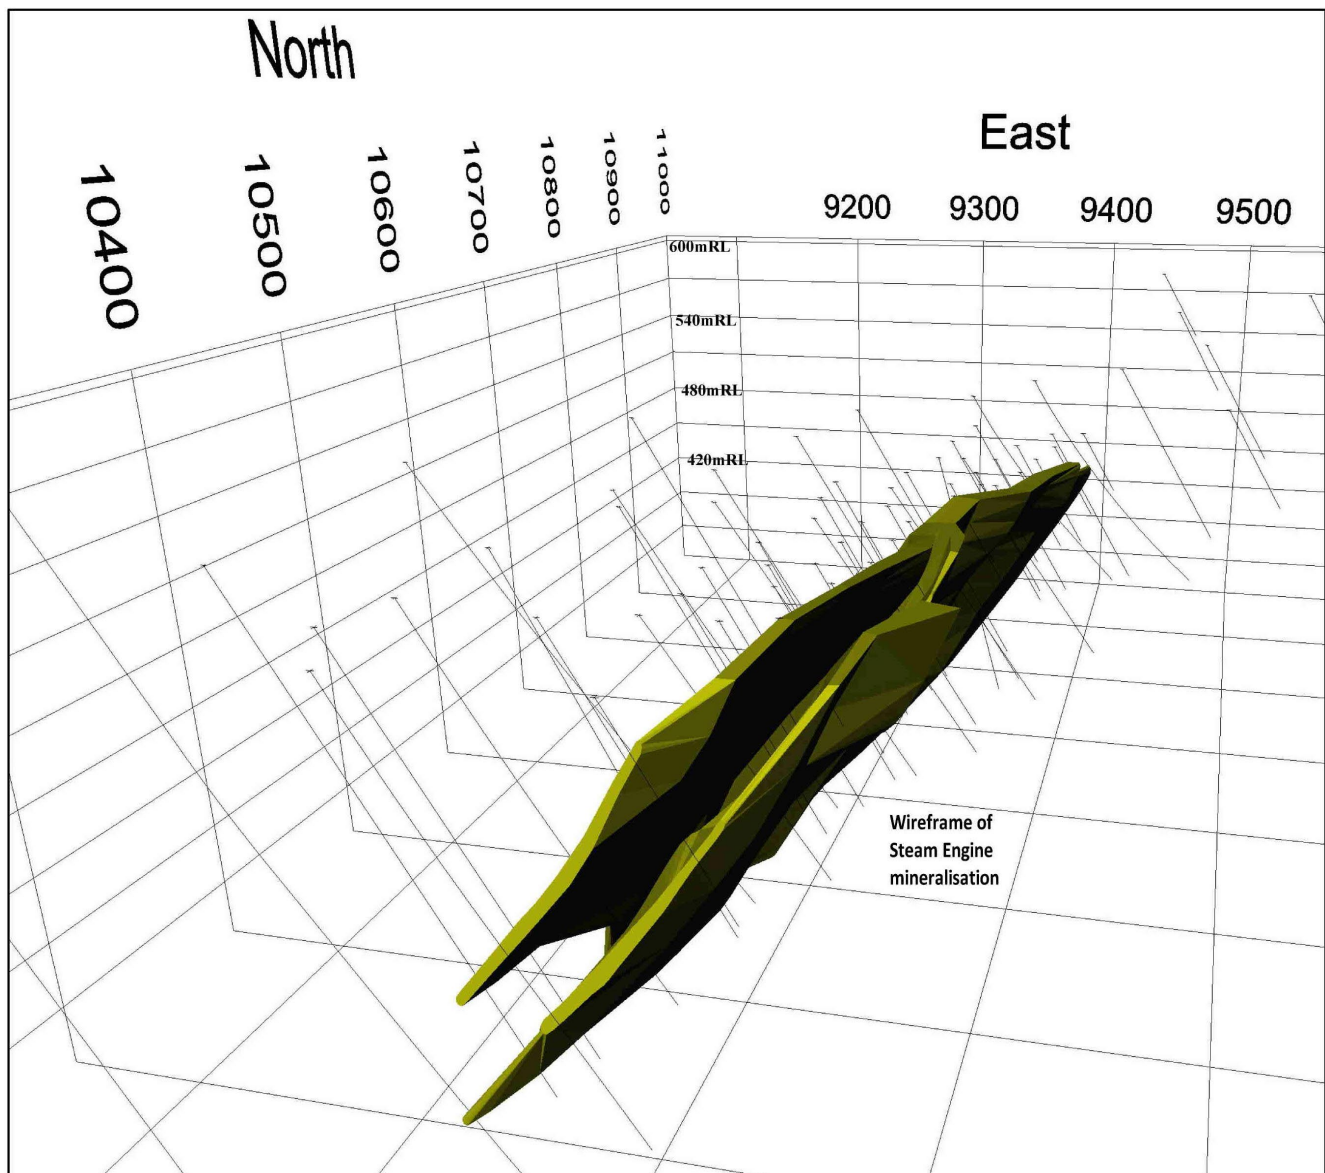 North
East
10400
10500
10600
10700
10800
10900
11000
9200
9300
9400
9500
600mRL
540mRL
480mRL
420mRL
Wireframe of
Steam Engine
mineralisation